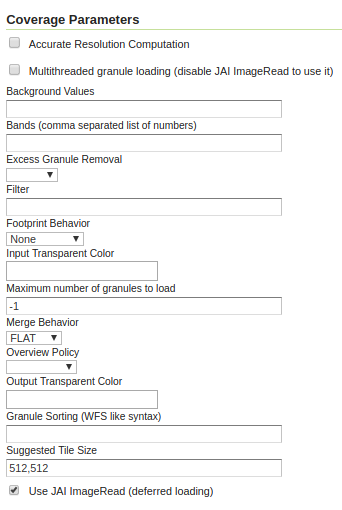 Coverage Parameters
Accurate Resolution Computation
Multithreaded granule loading (disable JAI ImageRead to use it)
Background Values
Bands (comma separated list of numbers)
Excess Granule Removal
Filter
Footprint Behavior
None
Input Transparent Color
Maximum number of granules to load
-1
Merge Behavior
FLAT
Overview Policy
Output Transparent Color
Granule Sorting (WFS like syntax)
Suggested Tile Size
512,512
Use JAI ImageRead (deferred loading)